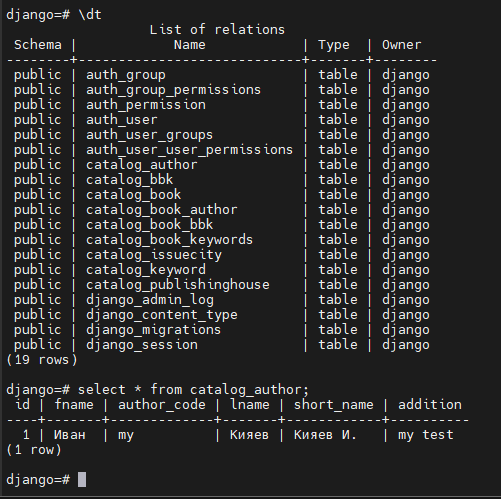 django=# \dt
                   List of relations
 Schema |            Name            | Type  | Owner
--------+----------------------------+-------+--------
 public | auth_group                 | table | django
 public | auth_group_permissions     | table | django
 public | auth_permission            | table | django
 public | auth_user                  | table | django
 public | auth_user_groups           | table | django
 public | auth_user_user_permissions | table | django
 public | catalog_author             | table | django
 public | catalog_bbk                | table | django
 public | catalog_book               | table | django
 public | catalog_book_author        | table | django
 public | catalog_book_bbk           | table | django
 public | catalog_book_keywords      | table | django
 public | catalog_issuecity          | table | django
 public | catalog_keyword            | table | django
 public | catalog_publishinghouse    | table | django
 public | django_admin_log           | table | django
 public | django_content_type        | table | django
 public | django_migrations          | table | django
 public | django_session             | table | django
(19 rows)

django=# select * from catalog_author;
 id | fname | author_code | lname | short_name | addition
----+-------+-------------+-------+------------+----------
  1 | Иван  | my          | Кияев | Кияев И.   | my test
(1 row)

django=#